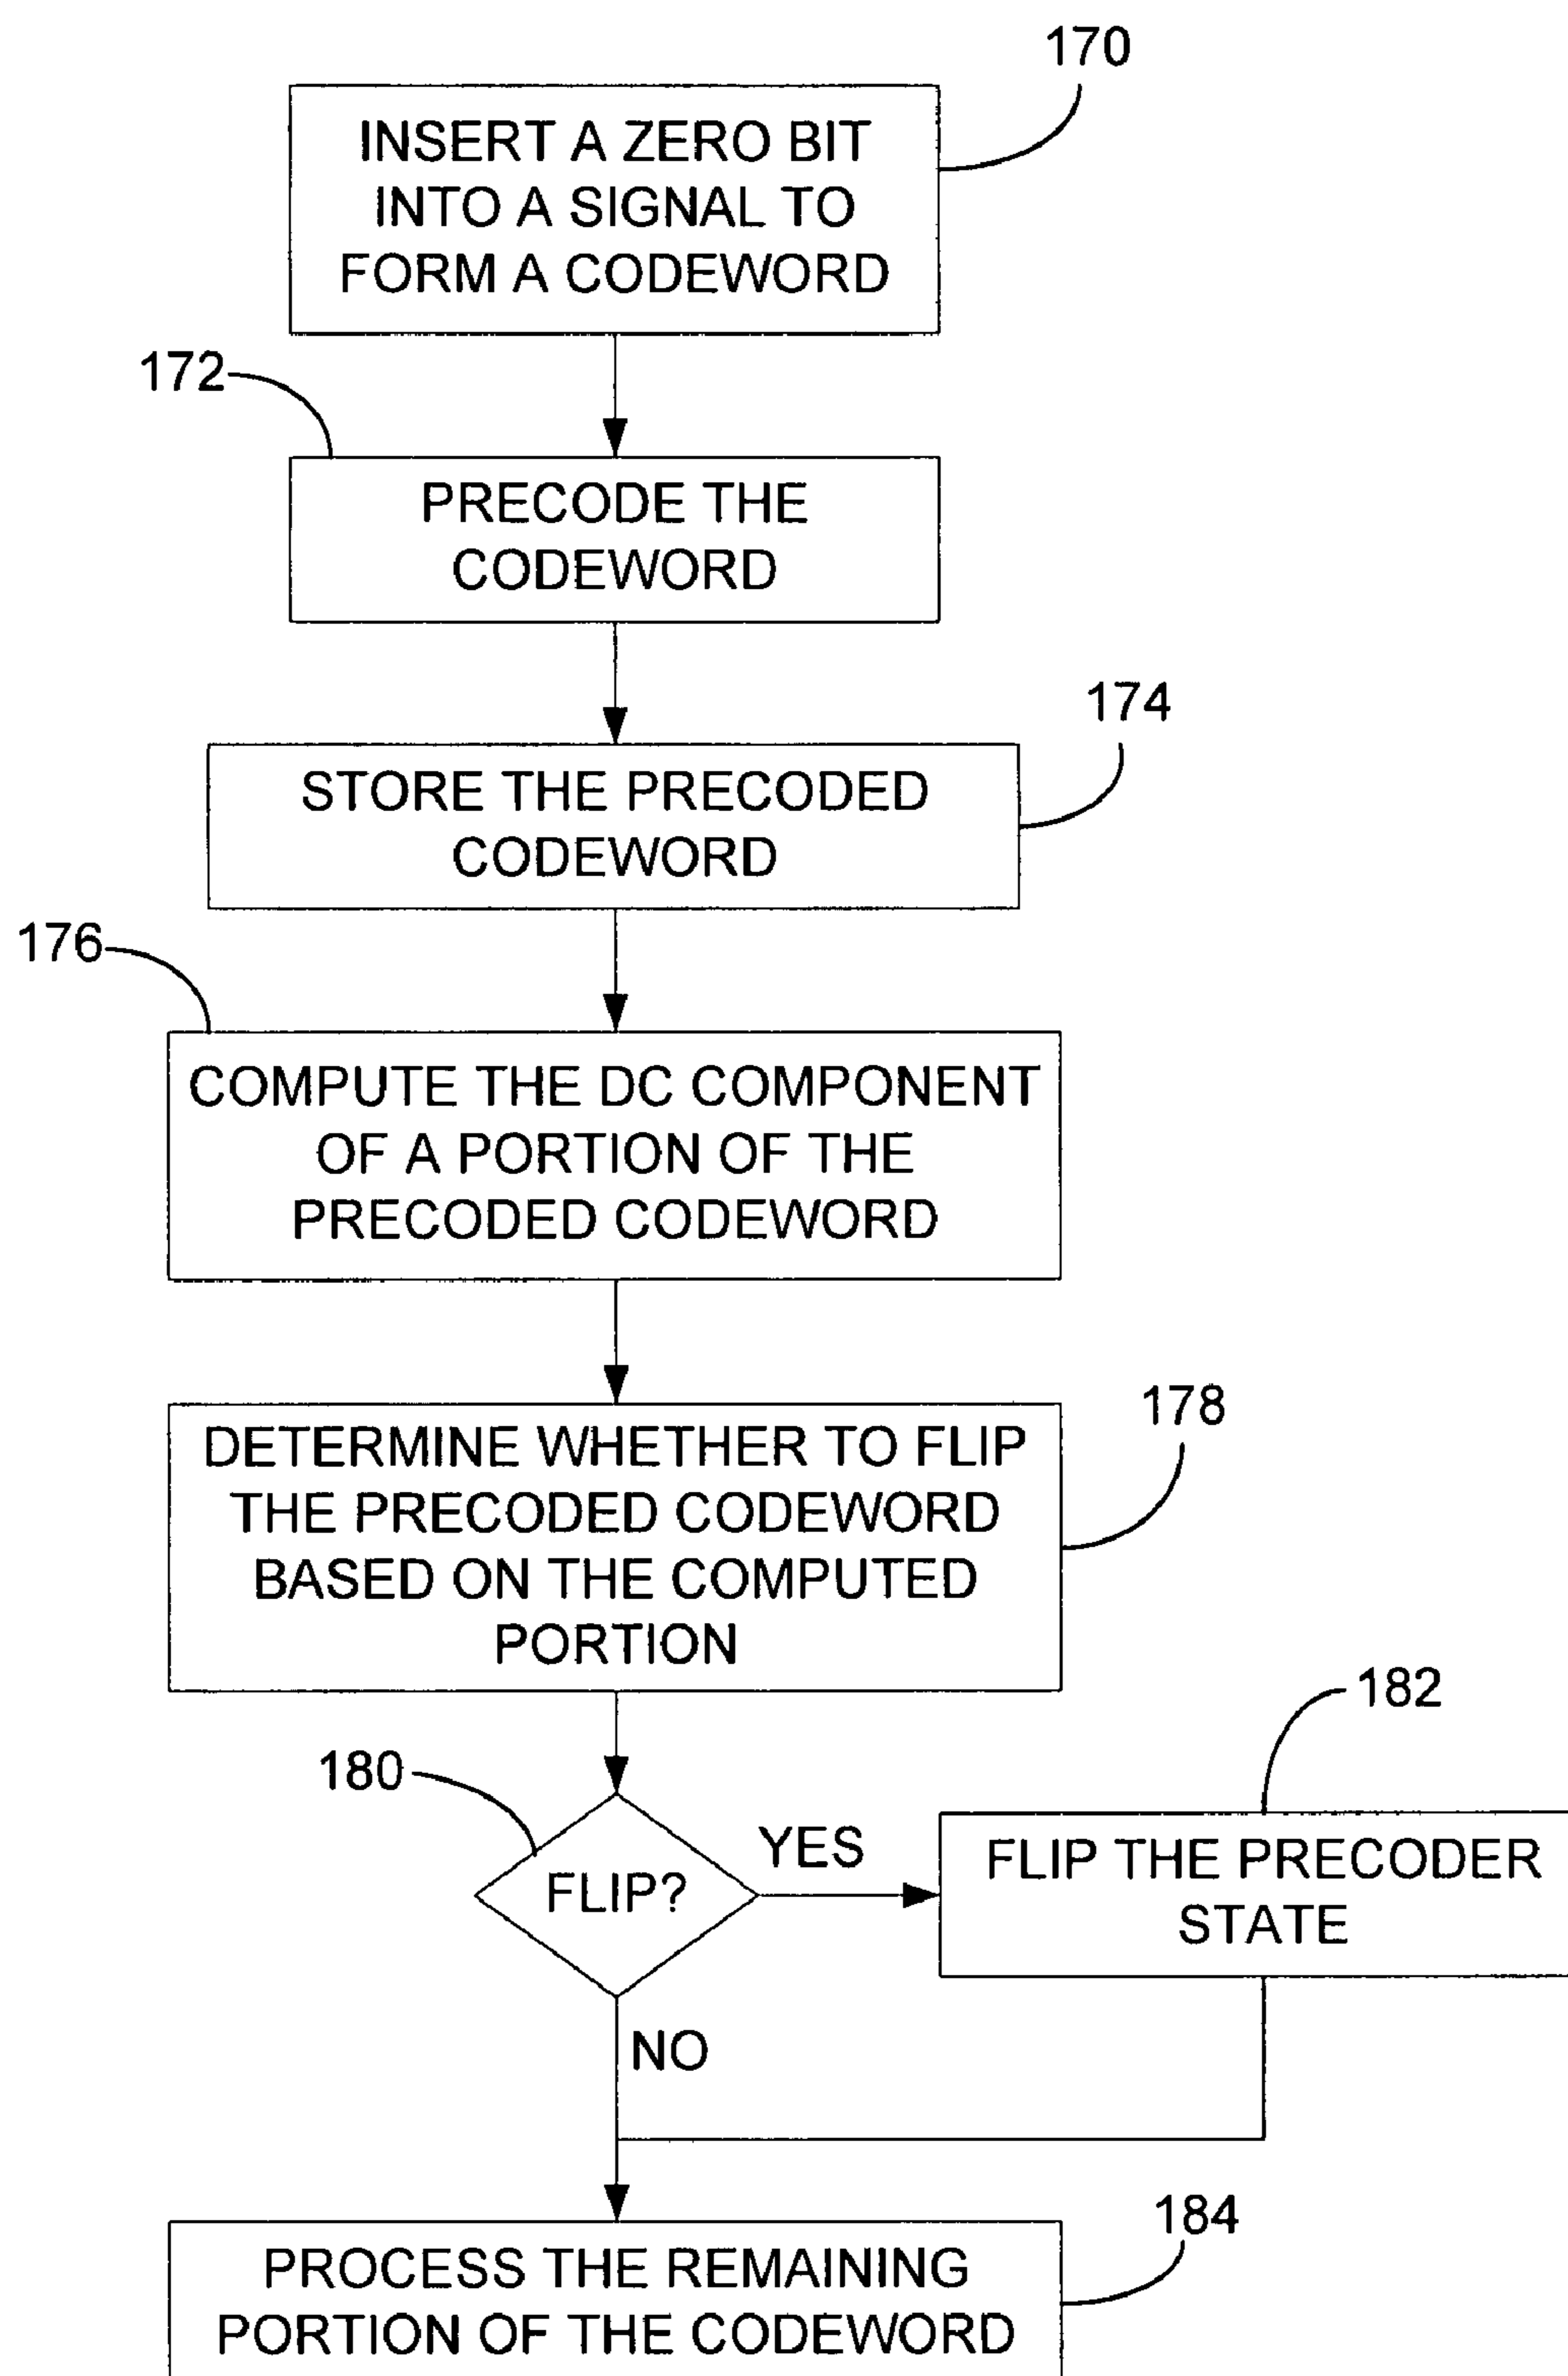 170
INSERT A ZERO BIT
INTO A SIGNAL TO
FORM A CODEWORD
172
PRECODE THE
CODEWORD
174
STORE THE PRECODED
CODEWORD
176
COMPUTE THE DC COMPONENT
OF A PORTION OF THE
PRECODED CODEWORD
178
DETERMINE WHETHER TO FLIP
THE PRECODED CODEWORD
BASED ON THE COMPUTED
PORTION
182
180
FLIP?
YES
FLIP THE PRECODER
STATE
NO
184
PROCESS THE REMAINING
PORTION OF THE CODEWORD